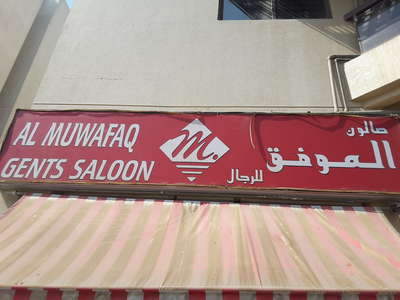 AL MUWAFAQ
GENTS SALOON
m.
صالون
الموفق
للرجال